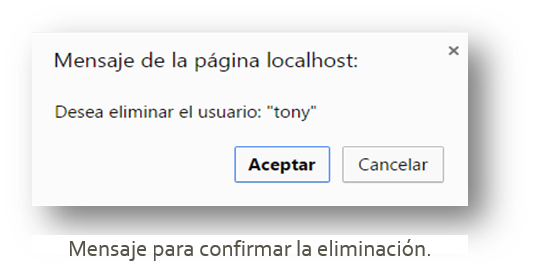 Mensaje de la página localhost:
×
Desea eliminar el usuario: "tony"
Aceptar
Cancelar
Mensaje para confirmar la eliminación.